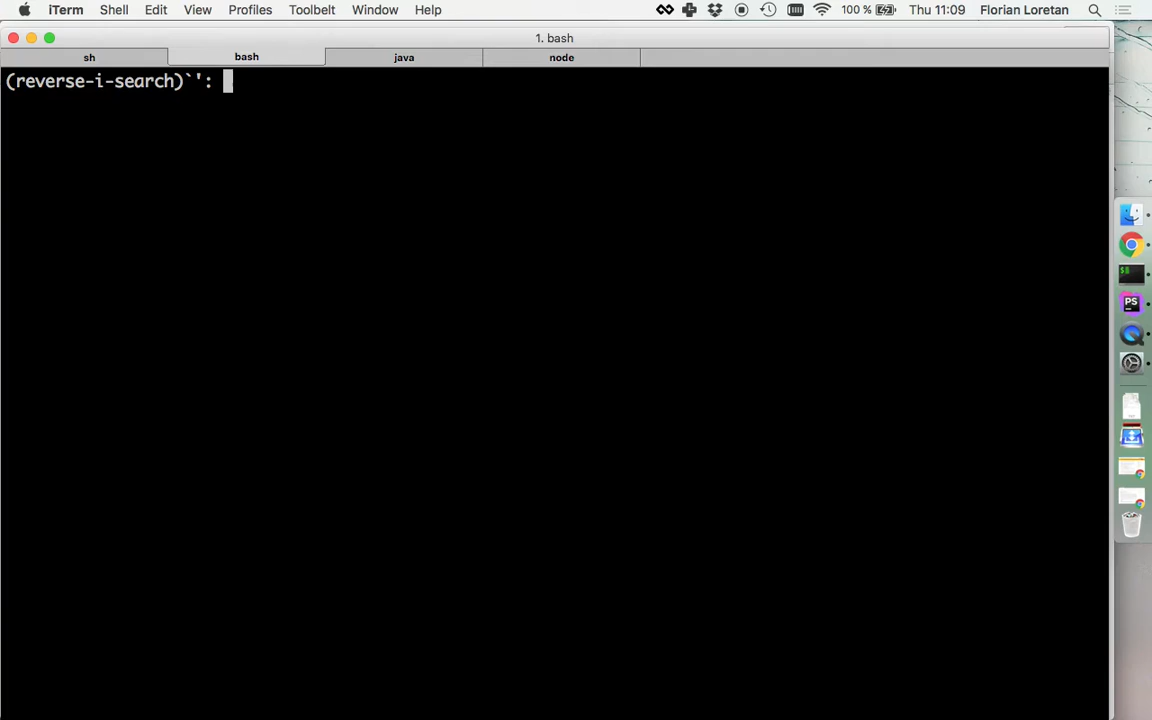 iTerm Shell Edit View Profiles Toolbelt Window Help 100 % Thu 11:09 Florian Loretan
1. bash
sh bash java node
(reverse-i-search)`':
$
PS